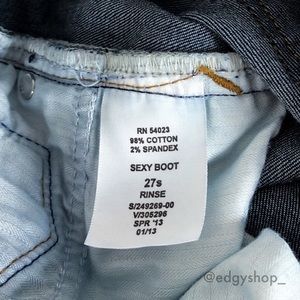 RN 54023
98% COTTON
2% SPANDEX
SEXY BOOT
27s
RINSE
S/249269-00
V/305296
SPR '13
01/13
@edgyshop_